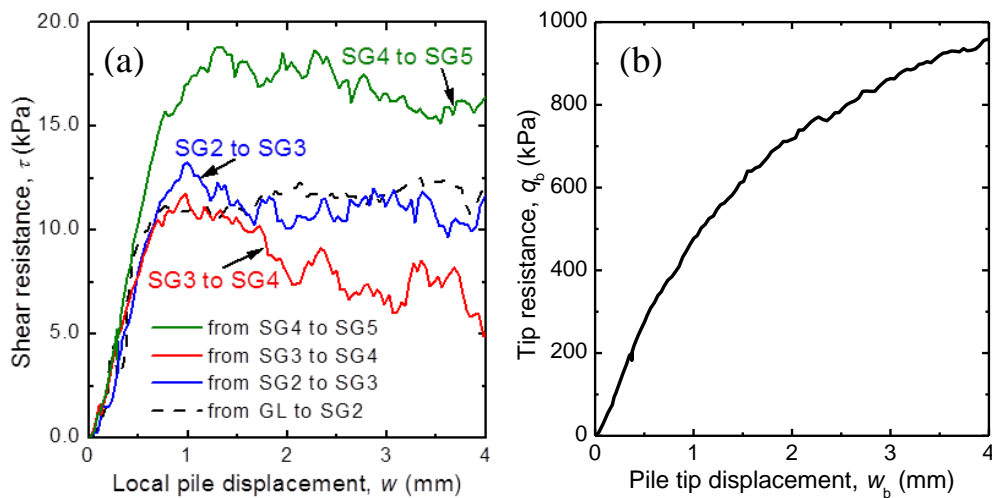 (a)
Shear resistance, τ (kPa)
20.0
15.0
10.0
5.0
0.0
SG4 to SG5
SG2 to SG3
SG3 to SG4
from SG4 to SG5
from SG3 to SG4
from SG2 to SG3
from GL to SG2
0 1 2 3 4
Local pile displacement, w (mm)
(b)
Tip resistance, qb (kPa)
1000
800
600
400
200
0
0 1 2 3 4
Pile tip displacement, wb (mm)